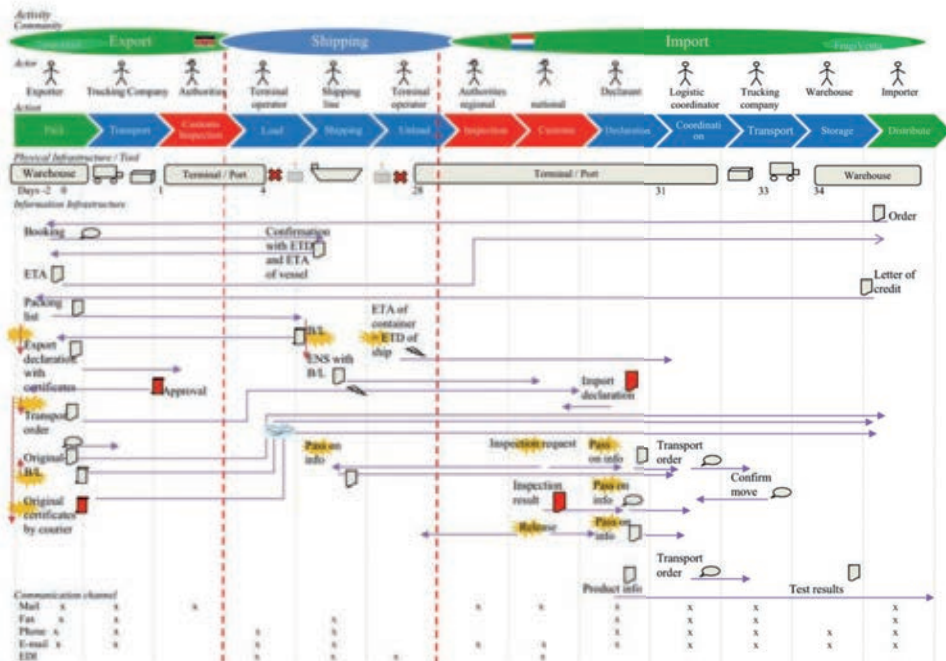 Activity
Community
Export
Shipping
Import
Actor
Exporter
Trucking Company
Authorities
Terminal
operator
Shipping
line
Terminal
operator
Authorities
regional
national
Declarant
Logistic
coordinator
Trucking
company
Warehouse
Importer
Action
Transport
Customs
Inspection
Load
Shipping
Unload
Inspection
Customs
Declaration
Coordinati
on
Transport
Storage
Distribute
Physical Infrastructure / Tool
Warehouse
Terminal / Port
Terminal / Port
Warehouse
Days -2
0
1
4
28
31
33
34
Information Infrastructure
Order
Booking
Confirmation
with ETD
and ETA
of vessel
ETA
Letter of
credit
Packing
list
B/L
ETA of
container
= ETD of
ship
Export
declaration
with
certificates
ENS with
B/L
Approval
Import
declaration
Transport
order
Original
B/L
Pass on
info
Inspection request
Pass
on info
Transport
order
Confirm
move
Original
certificates
by courier
Inspection
result
Pass on
info
Release
Pass on
info
Transport
order
Product info
Test results
Communication channel
Mail x x x x x x x x x
Fax x x x x x x x
Phone x x x x x x x x x
E-mail x x x x x x x x x x x
EDI x x x x